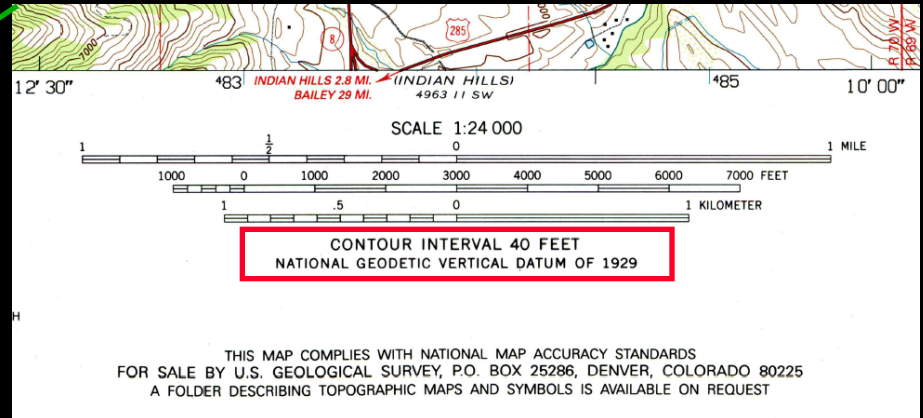 7000
8
285
R 70 W
R 69 W
12' 30"
483
INDIAN HILLS 2.8 MI.
BAILEY 29 MI.
(INDIAN HILLS)
4963 II SW
485
10' 00"
SCALE 1:24 000
1 1/2 0 1 MILE
1000 0 1000 2000 3000 4000 5000 6000 7000 FEET
1 .5 0 1 KILOMETER
CONTOUR INTERVAL 40 FEET
NATIONAL GEODETIC VERTICAL DATUM OF 1929
H
THIS MAP COMPLIES WITH NATIONAL MAP ACCURACY STANDARDS
FOR SALE BY U.S. GEOLOGICAL SURVEY, P.O. BOX 25286, DENVER, COLORADO 80225
A FOLDER DESCRIBING TOPOGRAPHIC MAPS AND SYMBOLS IS AVAILABLE ON REQUEST